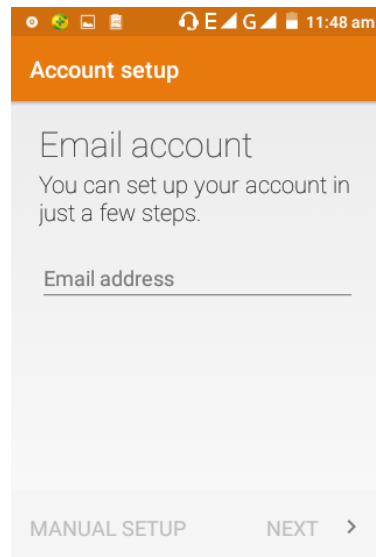 E G 11:48 am
Account setup
Email account
You can set up your account in
just a few steps.
Email address
MANUAL SETUP NEXT >